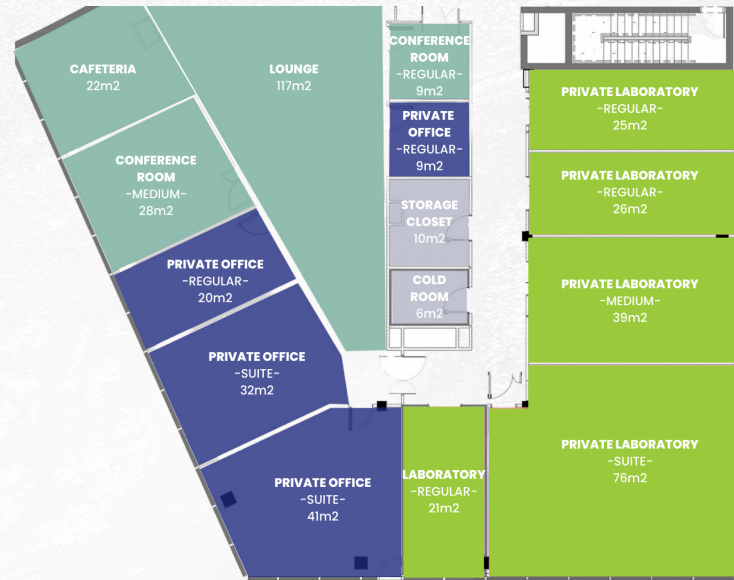 CAFETERIA
22m2
LOUNGE
117m2
CONFERENCE
ROOM
-REGULAR-
9m2
PRIVATE
OFFICE
-REGULAR-
9m2
STORAGE
CLOSET
10m2
COLD
ROOM
6m2
CONFERENCE
ROOM
-MEDIUM-
28m2
PRIVATE OFFICE
-REGULAR-
20m2
PRIVATE OFFICE
-SUITE-
32m2
PRIVATE OFFICE
-SUITE-
41m2
LABORATORY
-REGULAR-
21m2
PRIVATE LABORATORY
-REGULAR-
25m2
PRIVATE LABORATORY
-REGULAR-
26m2
PRIVATE LABORATORY
-MEDIUM-
39m2
PRIVATE LABORATORY
-SUITE-
76m2